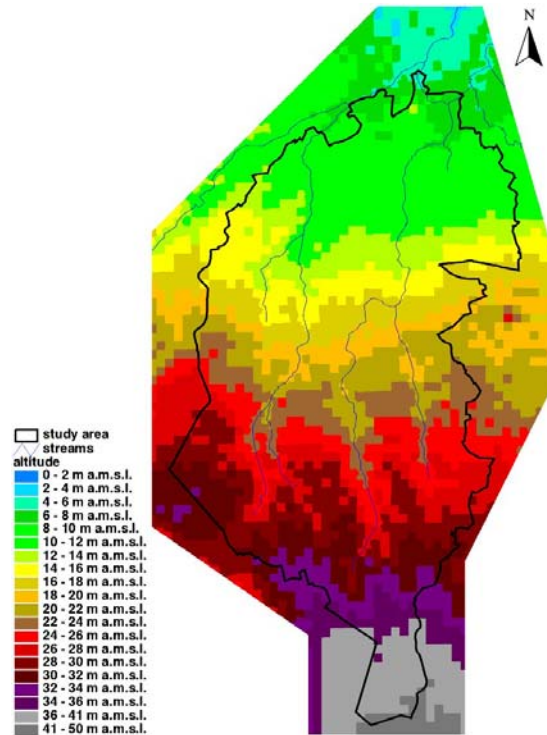 N
study area
streams
altitude
0 - 2 m a.m.s.l.
2 - 4 m a.m.s.l.
4 - 6 m a.m.s.l.
6 - 8 m a.m.s.l.
8 - 10 m a.m.s.l.
10 - 12 m a.m.s.l.
12 - 14 m a.m.s.l.
14 - 16 m a.m.s.l.
16 - 18 m a.m.s.l.
18 - 20 m a.m.s.l.
20 - 22 m a.m.s.l.
22 - 24 m a.m.s.l.
24 - 26 m a.m.s.l.
26 - 28 m a.m.s.l.
28 - 30 m a.m.s.l.
30 - 32 m a.m.s.l.
32 - 34 m a.m.s.l.
34 - 36 m a.m.s.l.
36 - 41 m a.m.s.l.
41 - 50 m a.m.s.l.